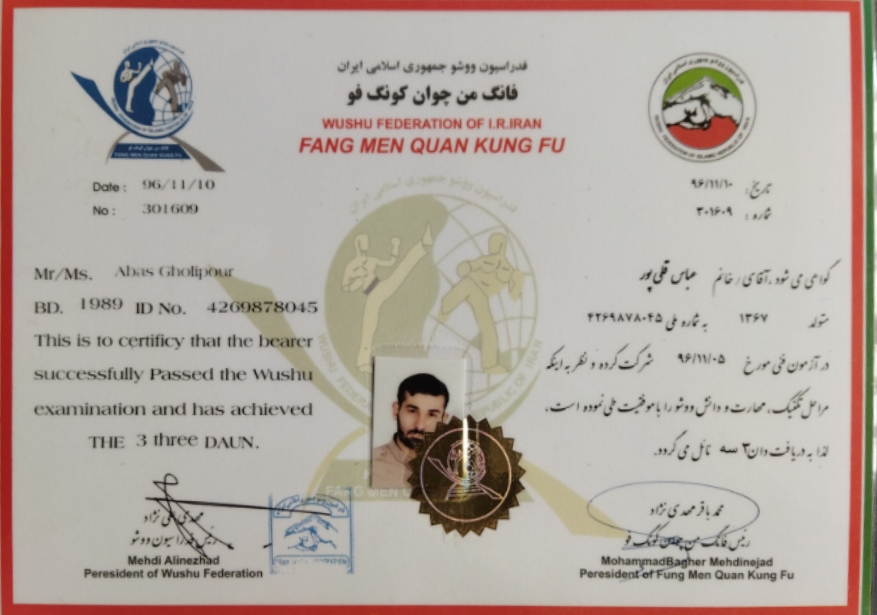 فدراسیون ووشو جمهوری اسلامی ایران
فانگ من چوان کونگ فو
WUSHU FEDERATION OF I.R.IRAN
FANG MEN QUAN KUNG FU
FANG MEN QUAN KUNG FU
Date : 96/11/10
No : 301609
تاریخ : ۹۶/۱۱/۱۰
شماره : ۳۰۱۶۰۹
Mr/Ms. Abas Gholipour
BD. 1989 ID No. 4269878045
This is to certificy that the bearer
successfully Passed the Wushu
examination and has achieved
THE 3 three DAUN.
گواهی می شود ، آقای / خانم عباس قلی پور
متولد ۱۳۶۷ به شماره ملی ۴۲۶۹۸۷۸۰۴۵
در آزمون فنی مورخ ۹۶/۱۱/۰۵ شرکت کرده و نظر به اینکه
مراحل تکنیک، مهارت و دانش ووشو را با موفقیت طی نموده است،
لذا به دریافت دان ۳ سه نائل می گردد.
مهدی علی نژاد
رئیس فدراسیون ووشو
Mehdi Alinezhad
Peresident of Wushu Federation
محمد باقر مهدی نژاد
رئیس فانگ من چوان کونگ فو
MohammadBagher Mehdinejad
Peresident of Fung Men Quan Kung Fu